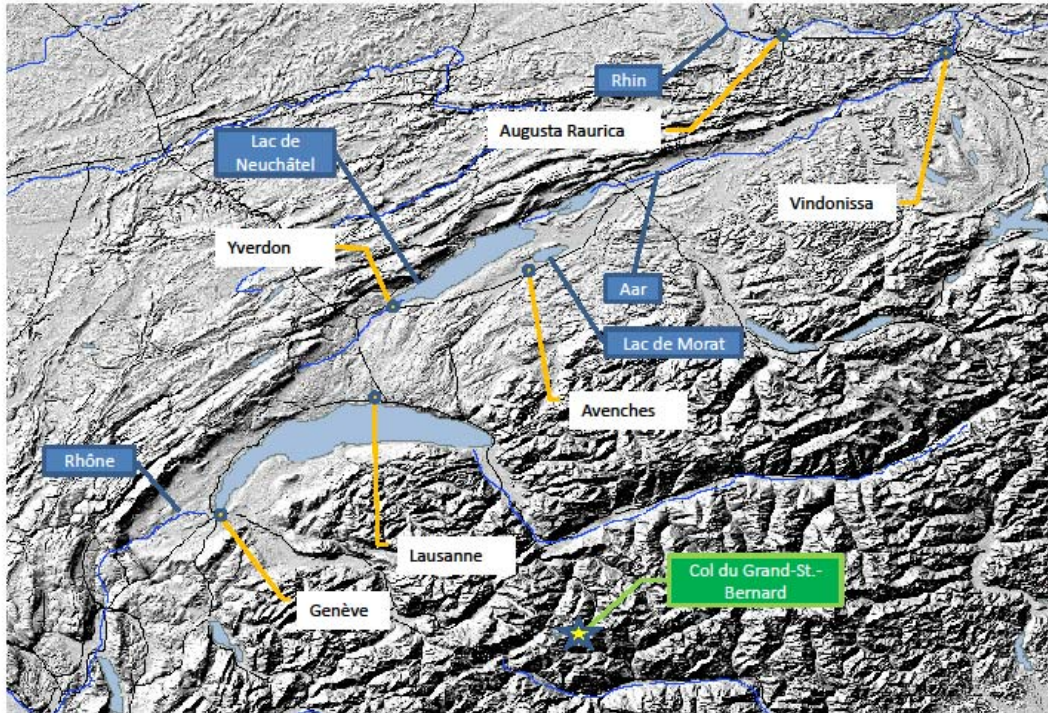 Rhin
Augusta Raurica
Lac de
Neuchâtel
Vindonissa
Yverdon
Aar
Lac de Morat
Avenches
Rhône
Lausanne
Col du Grand-St.-
Bernard
Genève